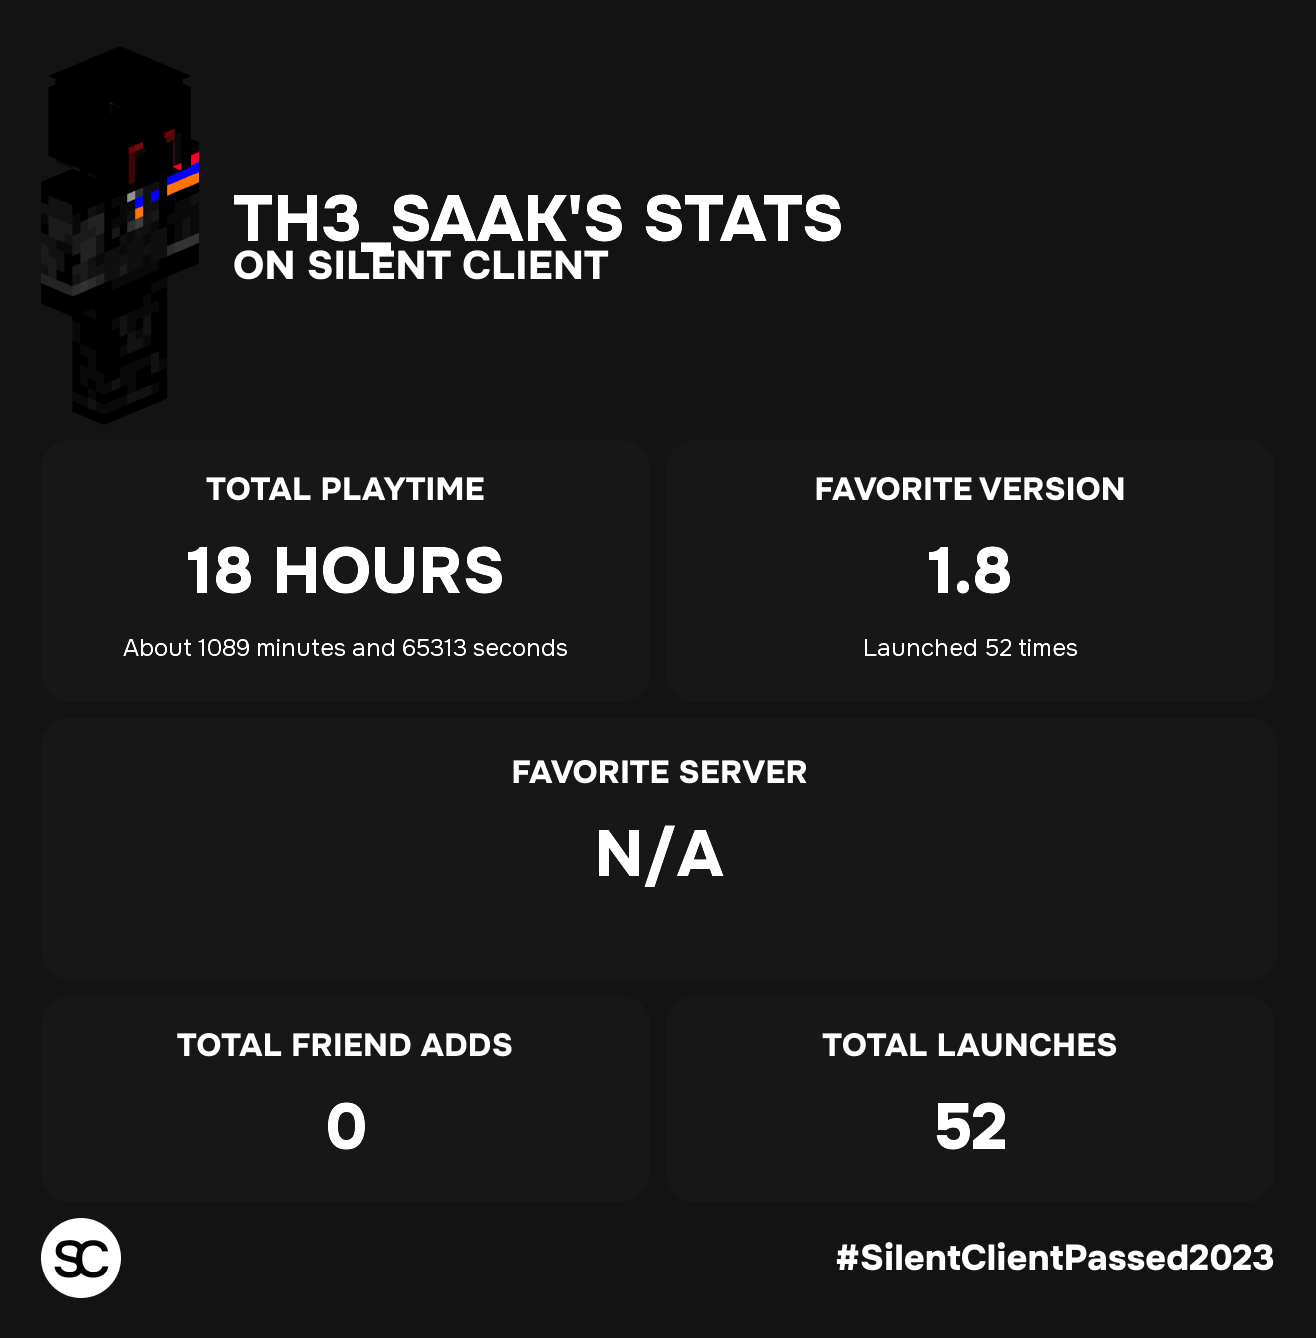 TH3_SAAK'S STATS
ON SILENT CLIENT
TOTAL PLAYTIME
18 HOURS
About 1089 minutes and 65313 seconds
FAVORITE VERSION
1.8
Launched 52 times
FAVORITE SERVER
N/A
TOTAL FRIEND ADDS
0
TOTAL LAUNCHES
52
SC
#SilentClientPassed2023